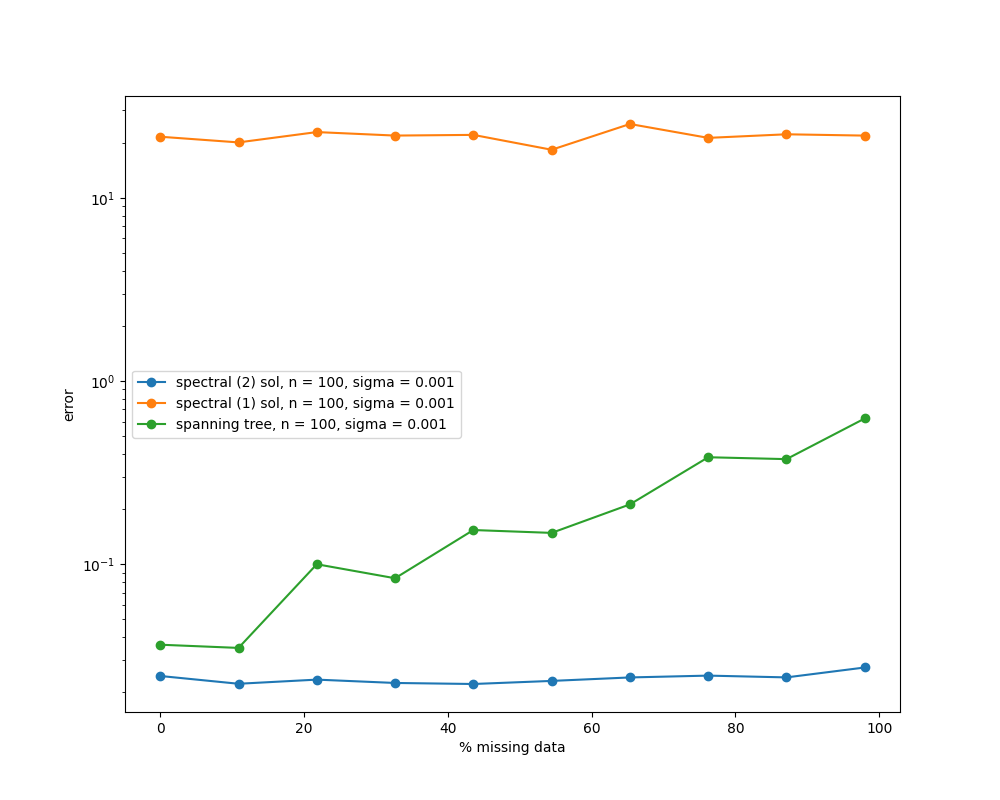 10¹
10⁰
10⁻¹
error
spectral (2) sol, n = 100, sigma = 0.001
spectral (1) sol, n = 100, sigma = 0.001
spanning tree, n = 100, sigma = 0.001
0 20 40 60 80 100
% missing data